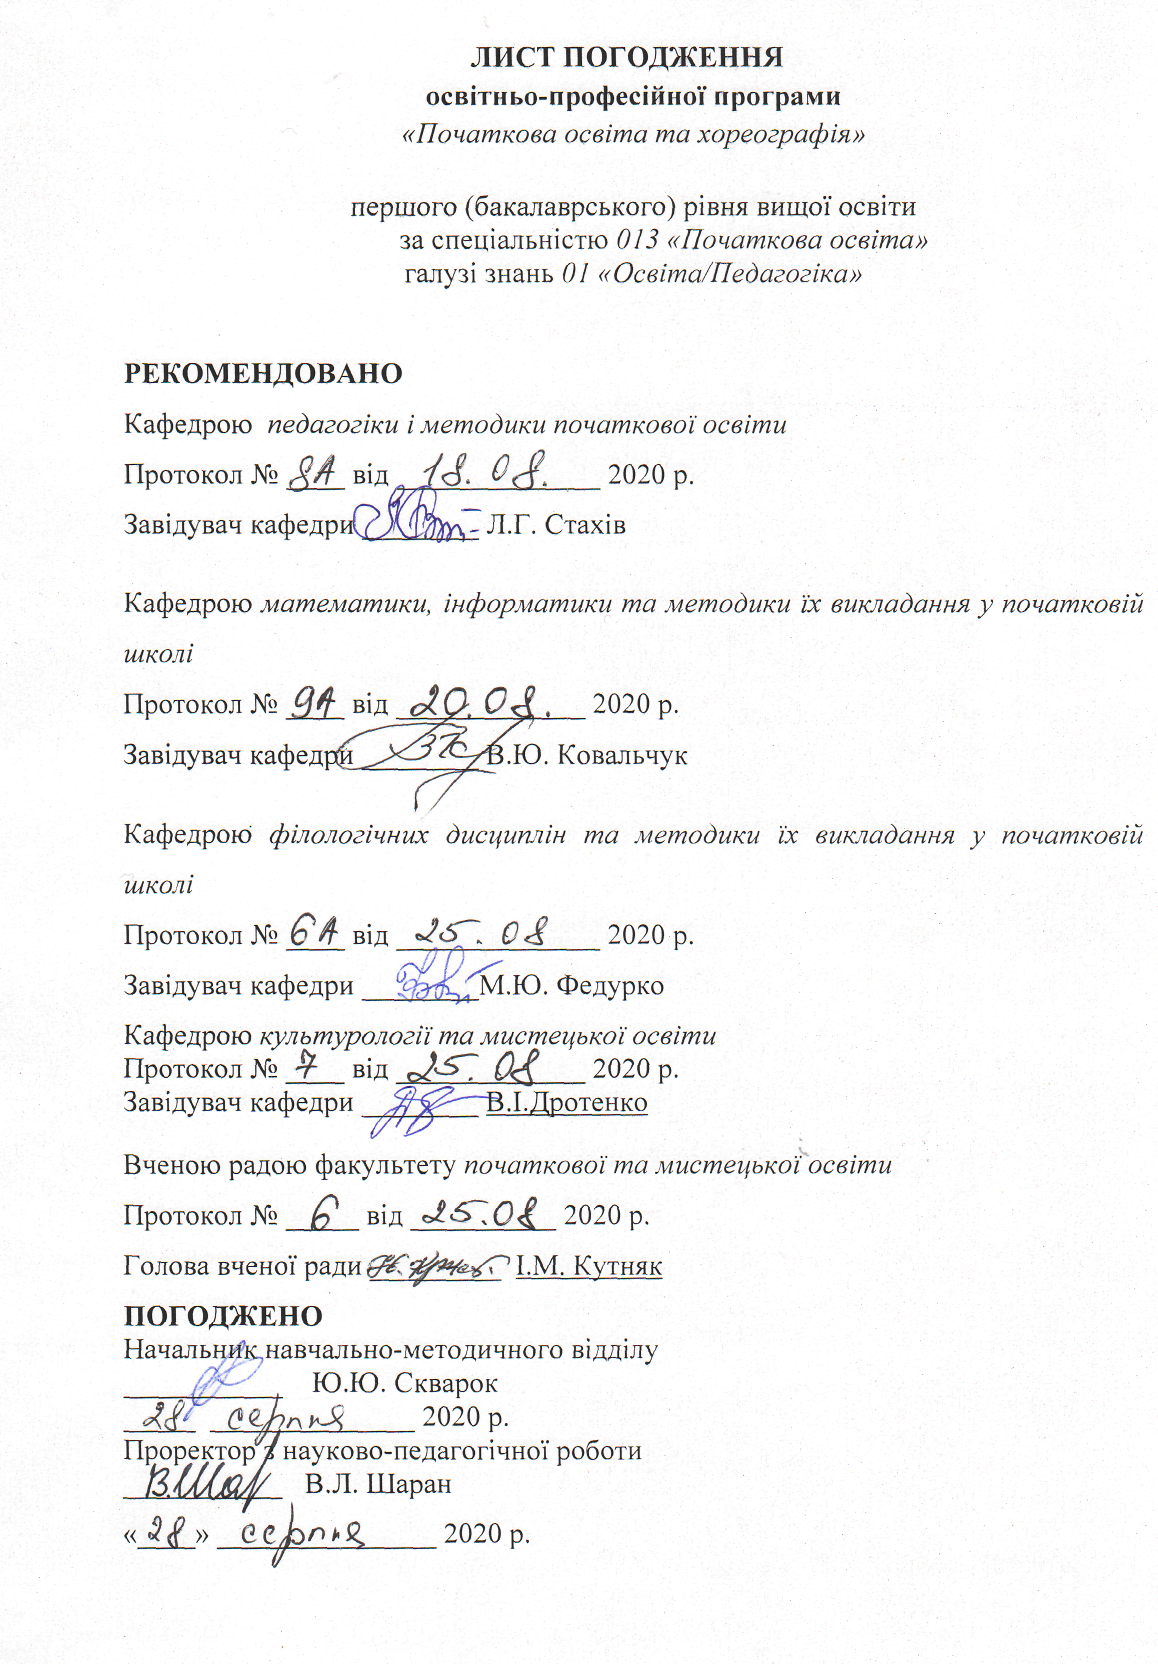 ЛИСТ ПОГОДЖЕННЯ
освітньо-професійної програми
«Початкова освіта та хореографія»
першого (бакалаврського) рівня вищої освіти
за спеціальністю 013 «Початкова освіта»
галузі знань 01 «Освіта/Педагогіка»
РЕКОМЕНДОВАНО
Кафедрою педагогіки і методики початкової освіти
Протокол № 8А від 18.08. 2020 р.
Завідувач кафедри Л.Г. Стахів
Кафедрою математики, інформатики та методики їх викладання у початковій
школі
Протокол № 9А від 20.08. 2020 р.
Завідувач кафедри В.Ю. Ковальчук
Кафедрою філологічних дисциплін та методики їх викладання у початковій
школі
Протокол № 6А від 25.08 2020 р.
Завідувач кафедри М.Ю. Федурко
Кафедрою культурології та мистецької освіти
Протокол № 7 від 25.08 2020 р.
Завідувач кафедри В.І.Дротенко
Вченою радою факультету початкової та мистецької освіти
Протокол № 6 від 25.08 2020 р.
Голова вченої ради І.М. Кутняк
ПОГОДЖЕНО
Начальник навчально-методичного відділу
Ю.Ю. Скварок
28 серпня 2020 р.
Проректор з науково-педагогічної роботи
В.Шар В.Л. Шаран
«28» серпня 2020 р.